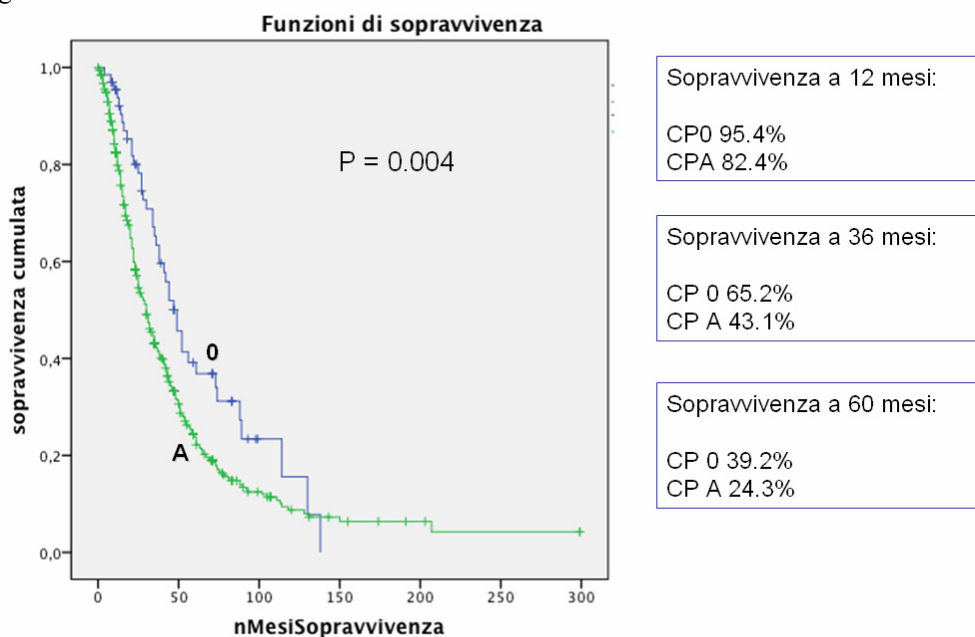 Funzioni di sopravvivenza
sopravvivenza cumulata
1,0
0,8
0,6
0,4
0,2
0,0
P = 0.004
0
A
0 50 100 150 200 250 300
nMesiSopravvivenza
Sopravvivenza a 12 mesi:
CP0 95.4%
CPA 82.4%
Sopravvivenza a 36 mesi:
CP 0 65.2%
CP A 43.1%
Sopravvivenza a 60 mesi:
CP 0 39.2%
CP A 24.3%